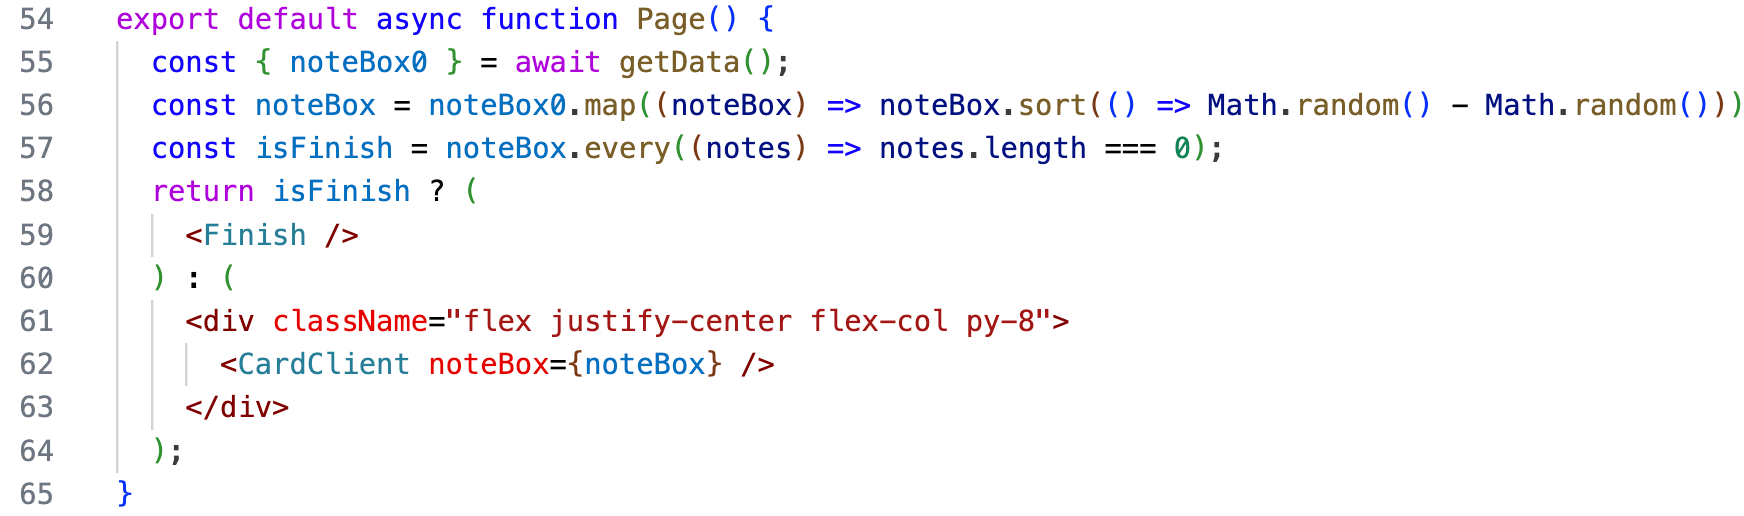 54 export default async function Page() {
55 const { noteBox0 } = await getData();
56 const noteBox = noteBox0.map((noteBox) => noteBox.sort(() => Math.random() - Math.random()))
57 const isFinish = noteBox.every((notes) => notes.length === 0);
58 return isFinish ? (
59 <Finish />
60 ) : (
61 <div className="flex justify-center flex-col py-8">
62 <CardClient noteBox={noteBox} />
63 </div>
64 );
65 }